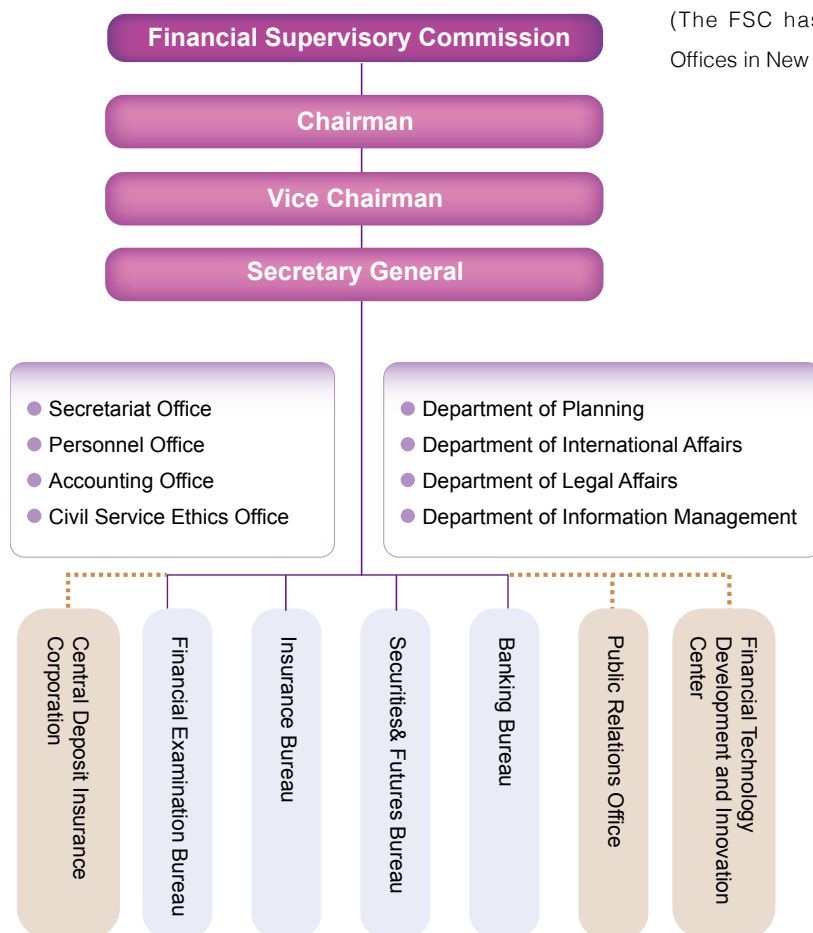 Financial Supervisory Commission
(The FSC has
Offices in New
Chairman
Vice Chairman
Secretary General
Secretariat Office
Personnel Office
Accounting Office
Civil Service Ethics Office
Department of Planning
Department of International Affairs
Department of Legal Affairs
Department of Information Management
Central Deposit Insurance
Corporation
Financial Examination Bureau
Insurance Bureau
Securities& Futures Bureau
Banking Bureau
Public Relations Office
Financial Technology
Development and Innovation
Center